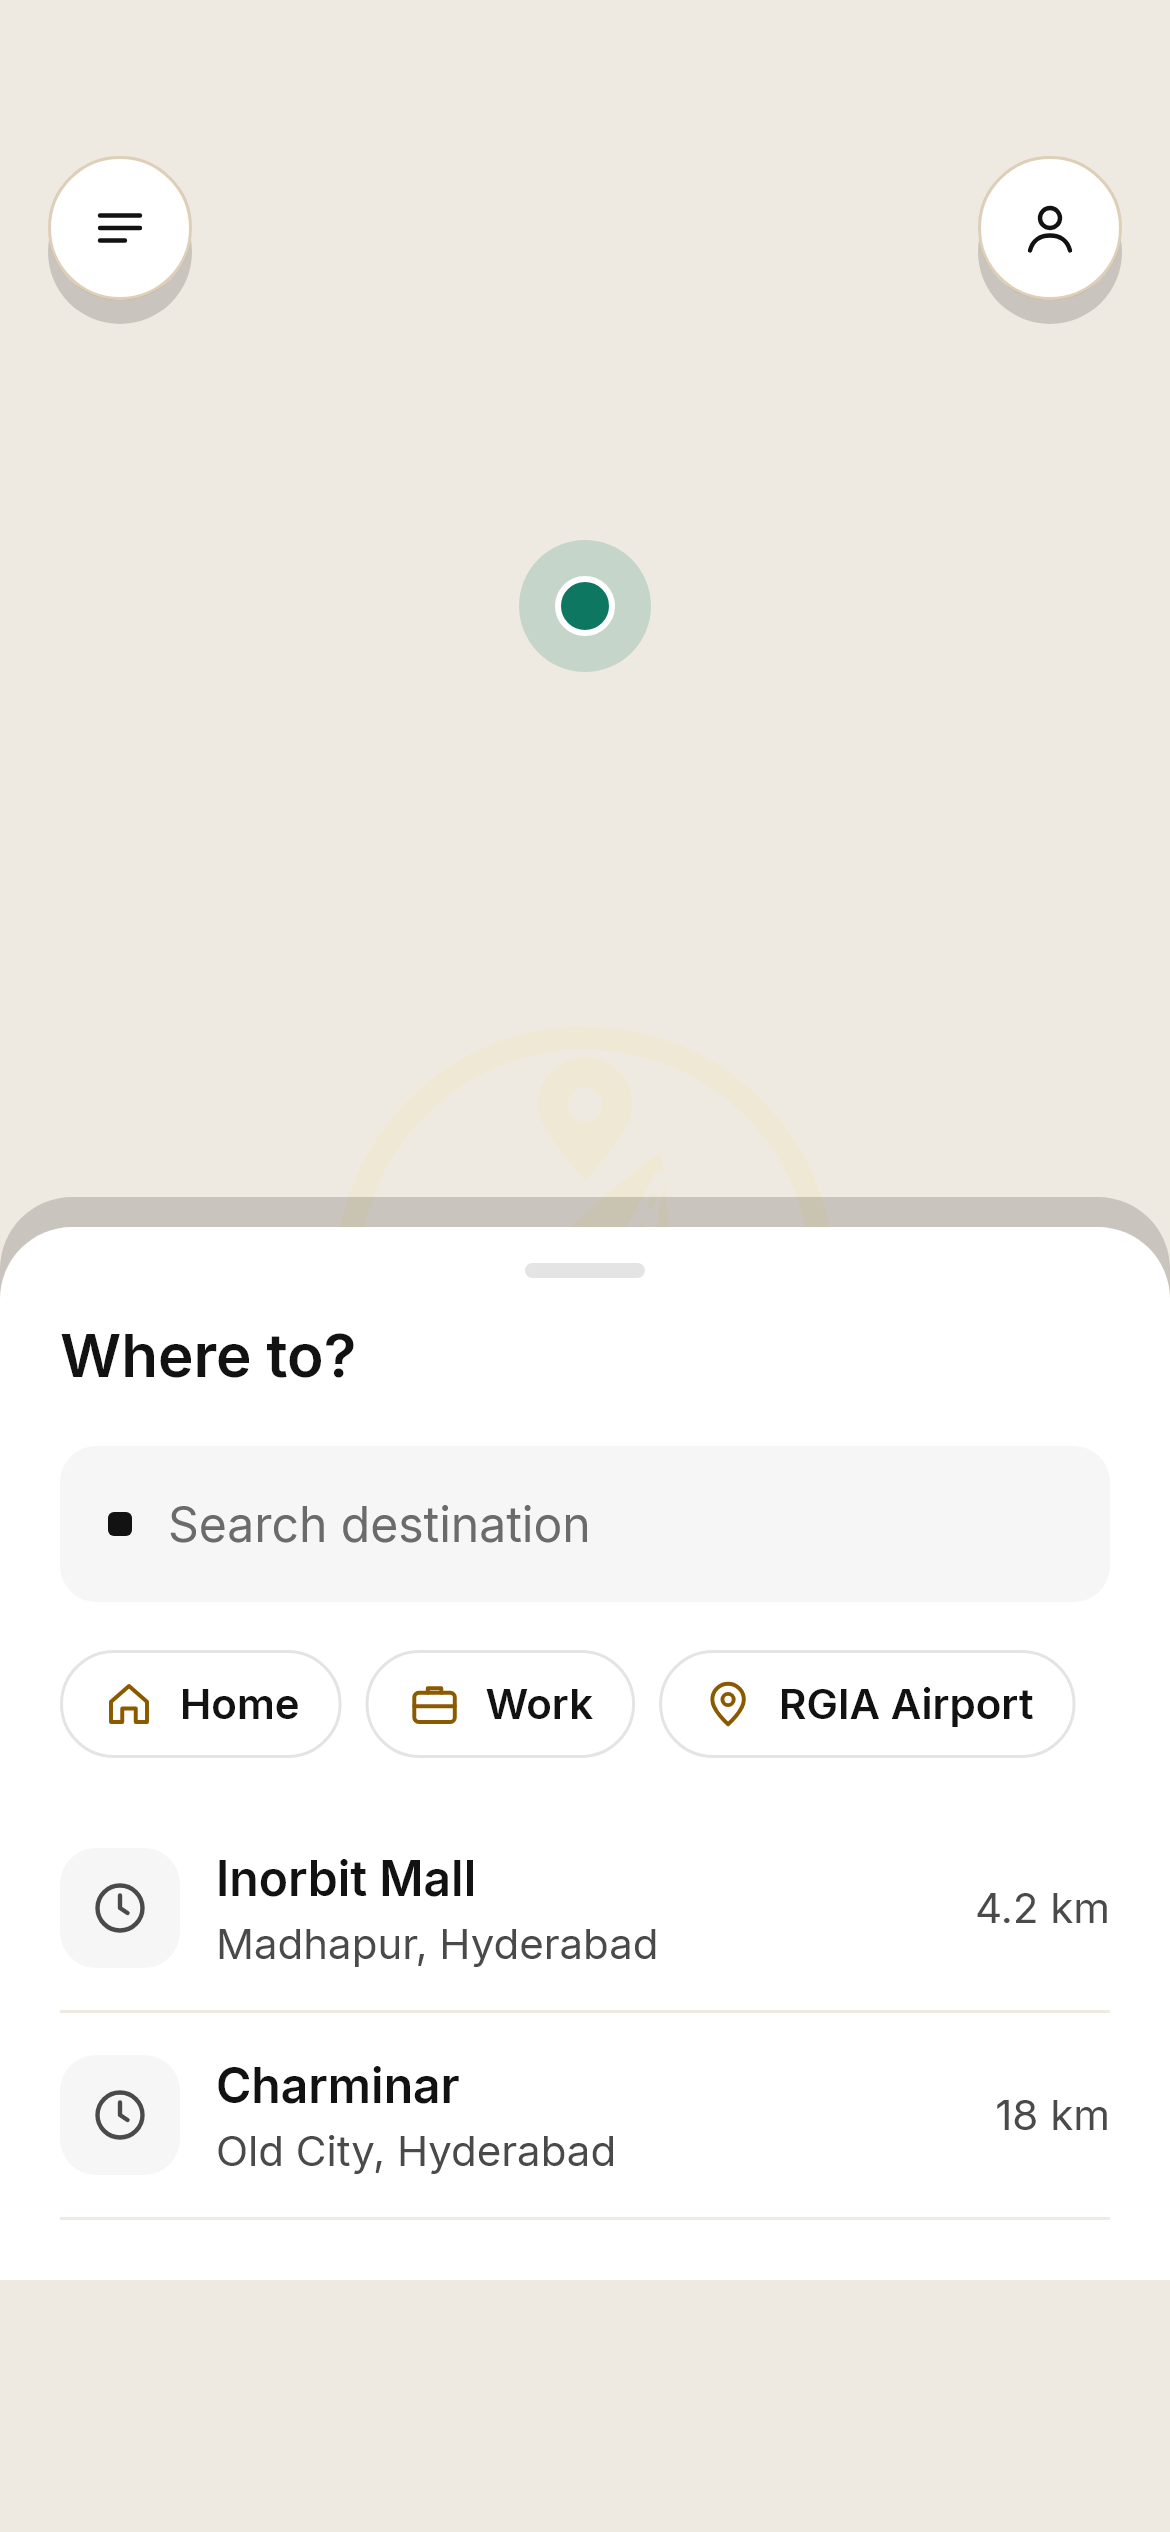 Where to?
Search destination
Home
Work
RGIA Airport
Inorbit Mall
Madhapur, Hyderabad
4.2 km
Charminar
Old City, Hyderabad
18 km